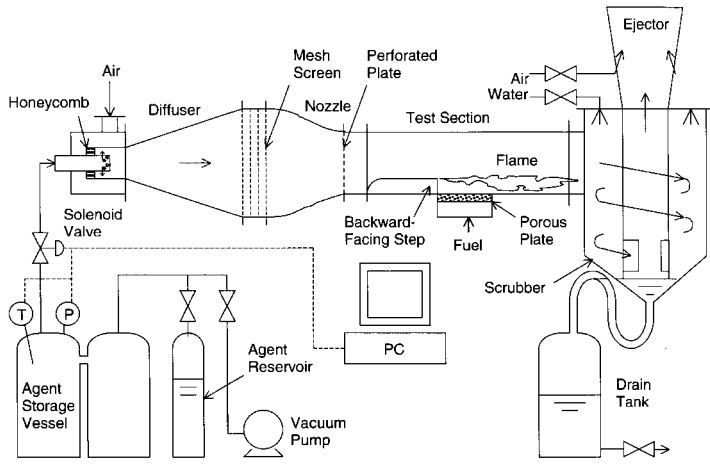 Ejector
Mesh
Screen
Perforated
Plate
Air
Air
Water
Honeycomb
Diffuser
Nozzle
Test Section
Flame
Solenoid
Valve
Backward-
Facing Step
Fuel
Porous
Plate
Scrubber
T
P
PC
Agent
Storage
Vessel
Agent
Reservoir
Vacuum
Pump
Drain
Tank